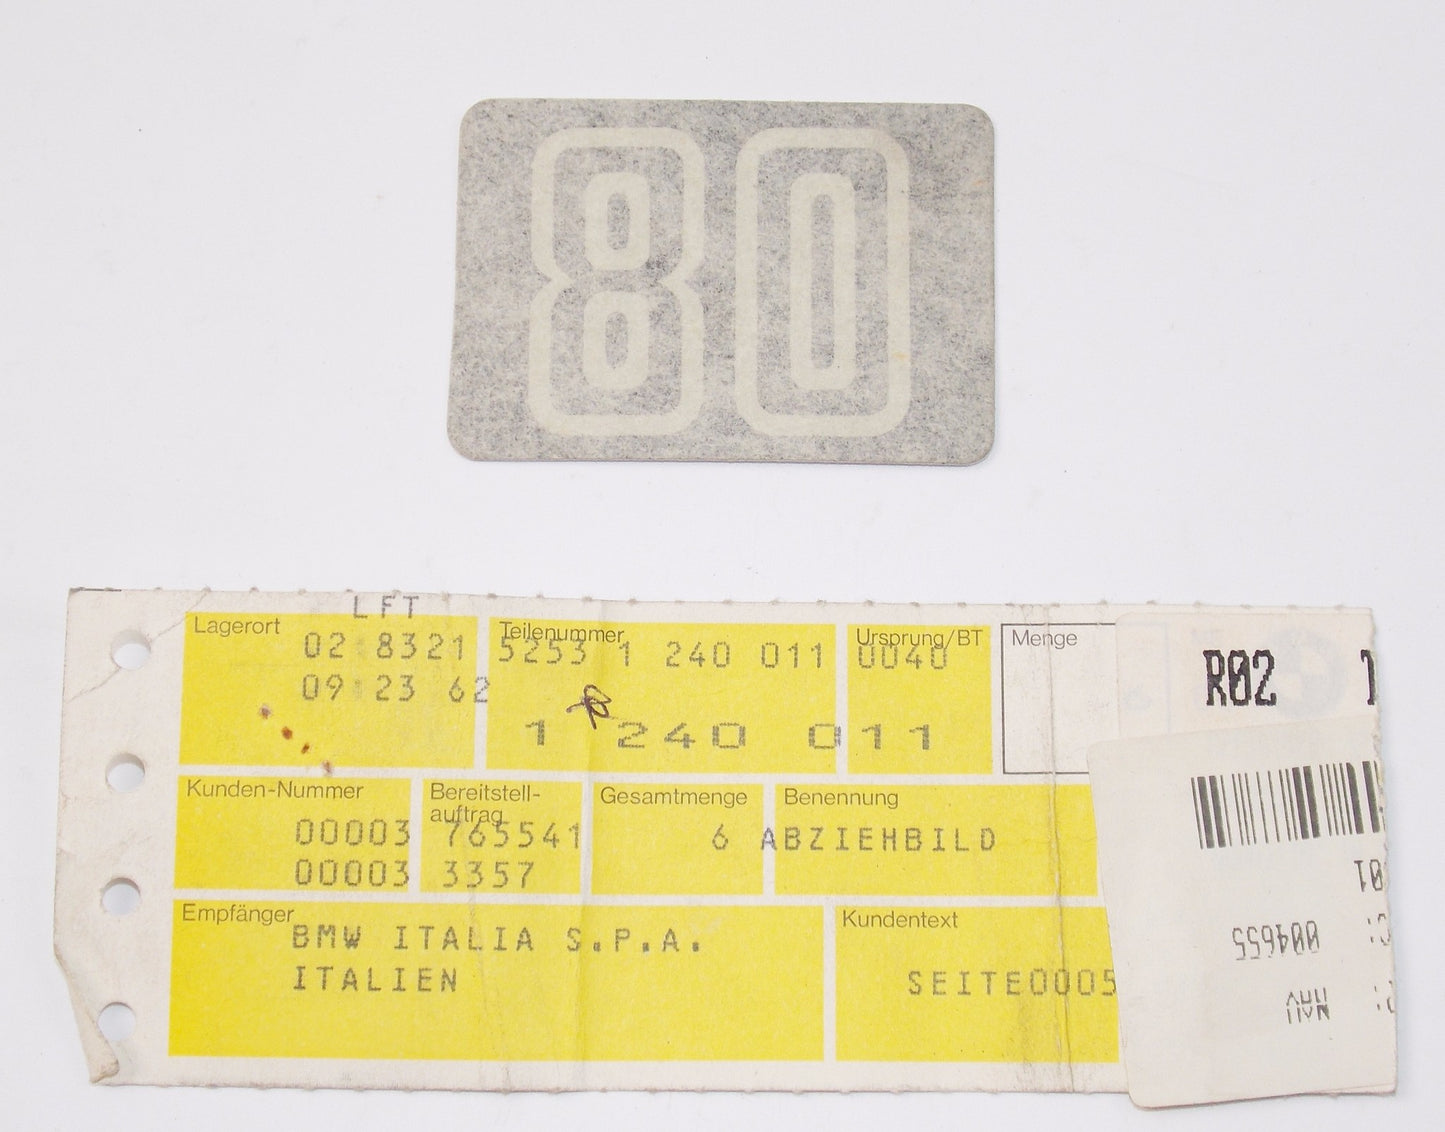 80
LFT
Lagerort
02 8321
09 23 62
Teilenummer
5253 1 240 011
1 240 011
Ursprung/BT
0040
Menge
R02
Kunden-Nummer
00003
00003
Bereitstell-
auftrag
765541
3357
Gesamtmenge
6
Benennung
ABZIEHBILD
Empfänger
BMW ITALIA S.P.A.
ITALIEN
Kundentext
SEITE0005
01
004655